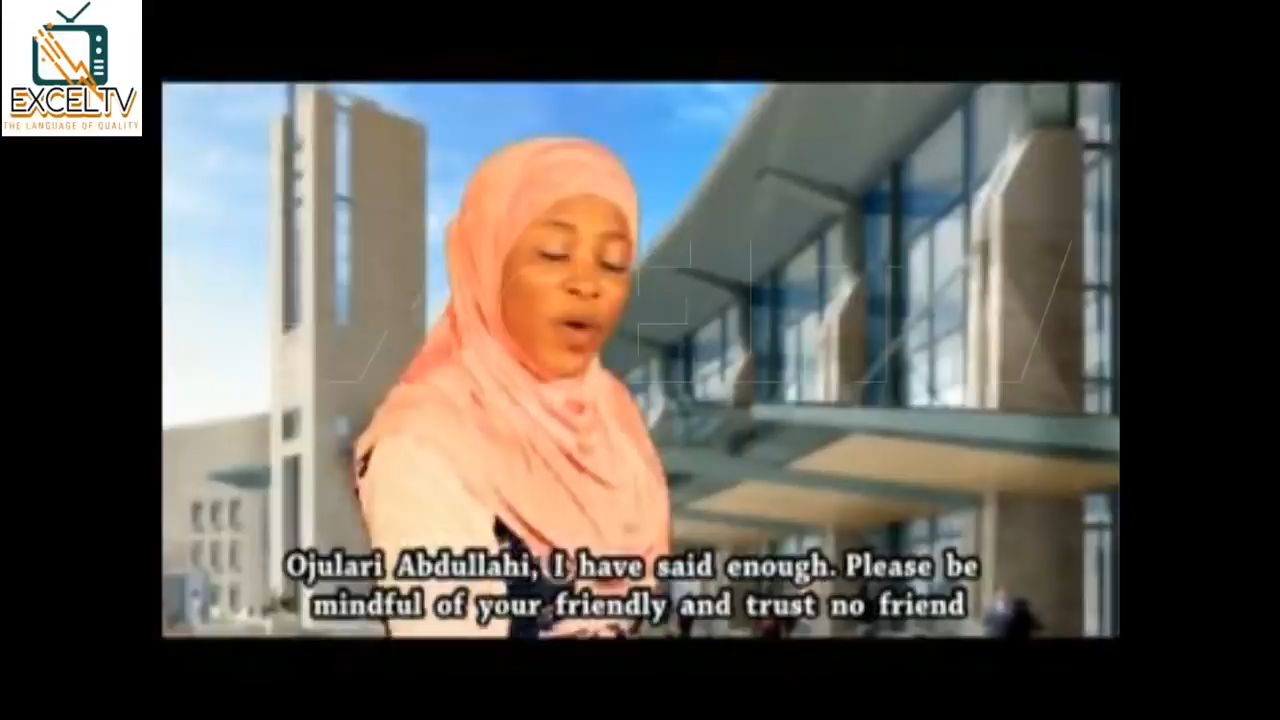 EXCELTV
THE LANGUAGE OF QUALITY
Ojulari Abdullahi, I have said enough. Please be
mindful of your friendly and trust no friend